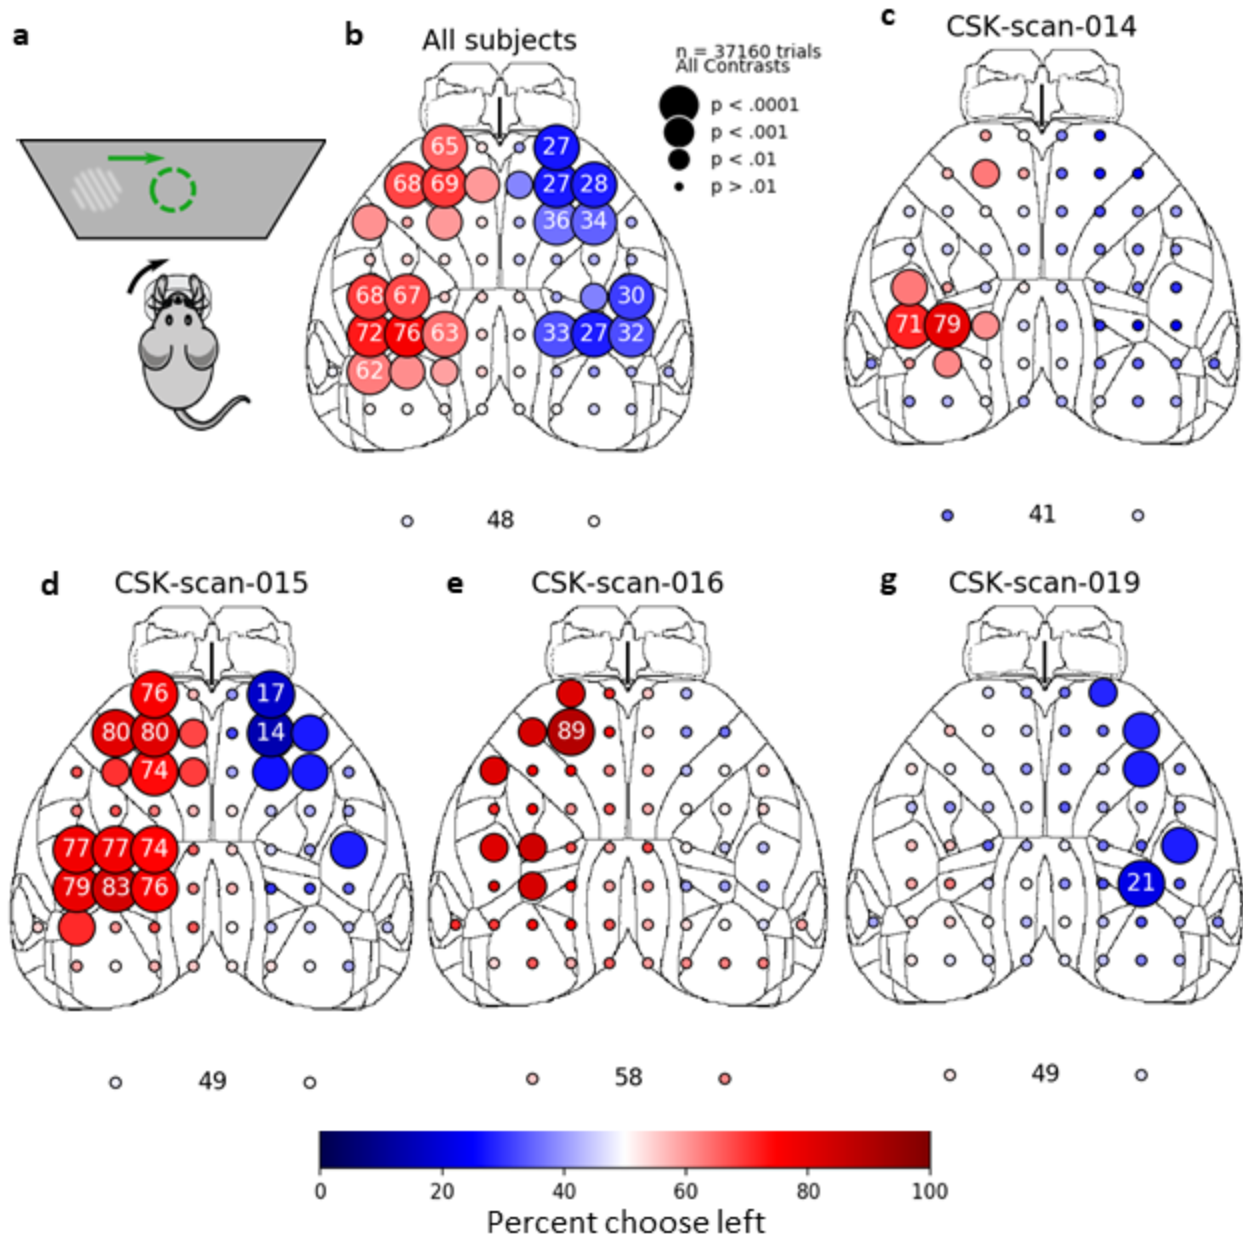 a
b
All subjects
n = 37160 trials
All Contrasts
p < .0001
p < .001
p < .01
p > .01
65
27
68 69
27 28
36 34
68 67
30
72 76 63
33 27 32
62
48
c
CSK-scan-014
71 79
41
d
CSK-scan-015
76
17
80 80
14
74
77 77 74
79 83 76
49
e
CSK-scan-016
89
58
g
CSK-scan-019
21
49
0 20 40 60 80 100
Percent choose left